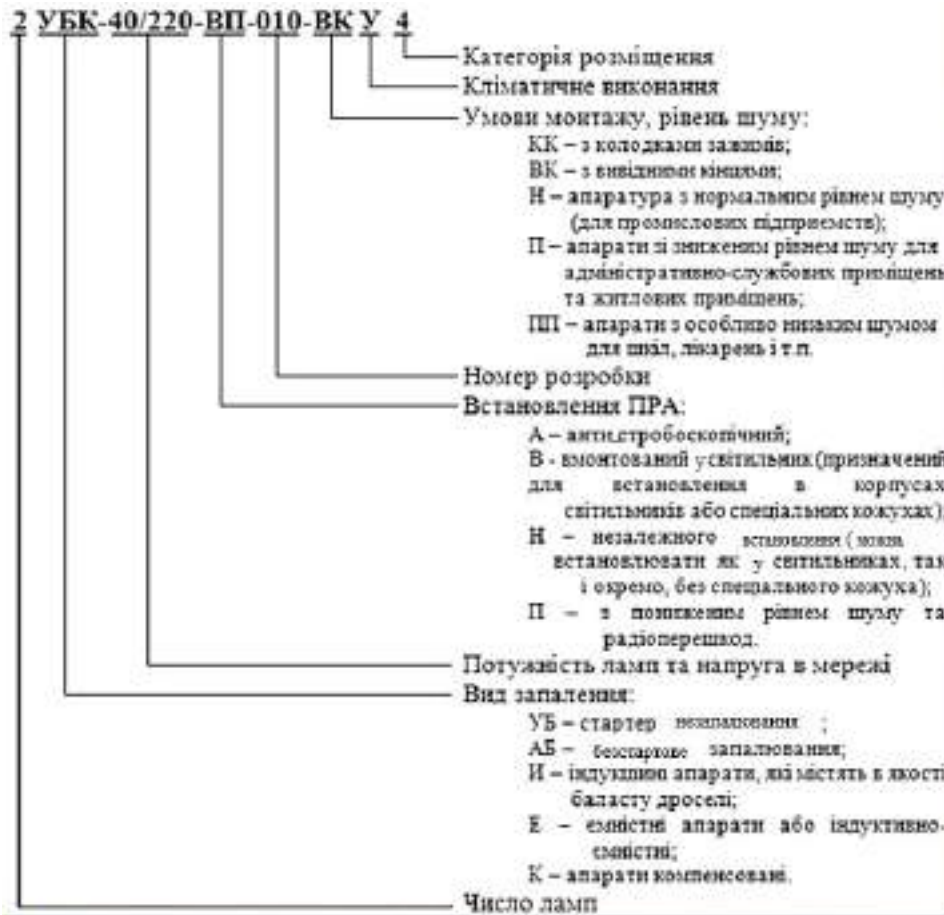 2 УБК-40/220-ВП-010-ВК У 4
Категорія розміщення
Кліматичне виконання
Умови монтажу, рівень шуму:
КК – з колодками зажимів;
ВК – з вивідними кінцями;
Н – апаратура з нормальним рівнем шуму
(для промислових підприємств);
П – апарати зі зниженим рівнем шуму для
адміністративно-службових приміщень
та житлових приміщень;
ПП – апарати з особливо низьким шумом
для шкіл, лікарень і т.п.
Номер розробки
Встановлення ПРА:
А – антистробоскопічний;
В - вмонтований у світильник (призначений
для встановлення в корпусах
світильників або спеціальних кожухах);
Н – незалежного встановлення ( можна
встановлювати як у світильниках, так
і окремо, без спеціального кожуха);
П – з пониженим рівнем шуму та
радіоперешкод.
Потужність ламп та напруга в мережі
Вид запалення:
УБ – стартер незапалювання ;
АБ – безстартове запалювання;
И – індукційні апарати, які містять в якості
баласту дроселі;
Е – ємністні апарати або індуктивно-
ємністні;
К – апарати компенсовані.
Число ламп